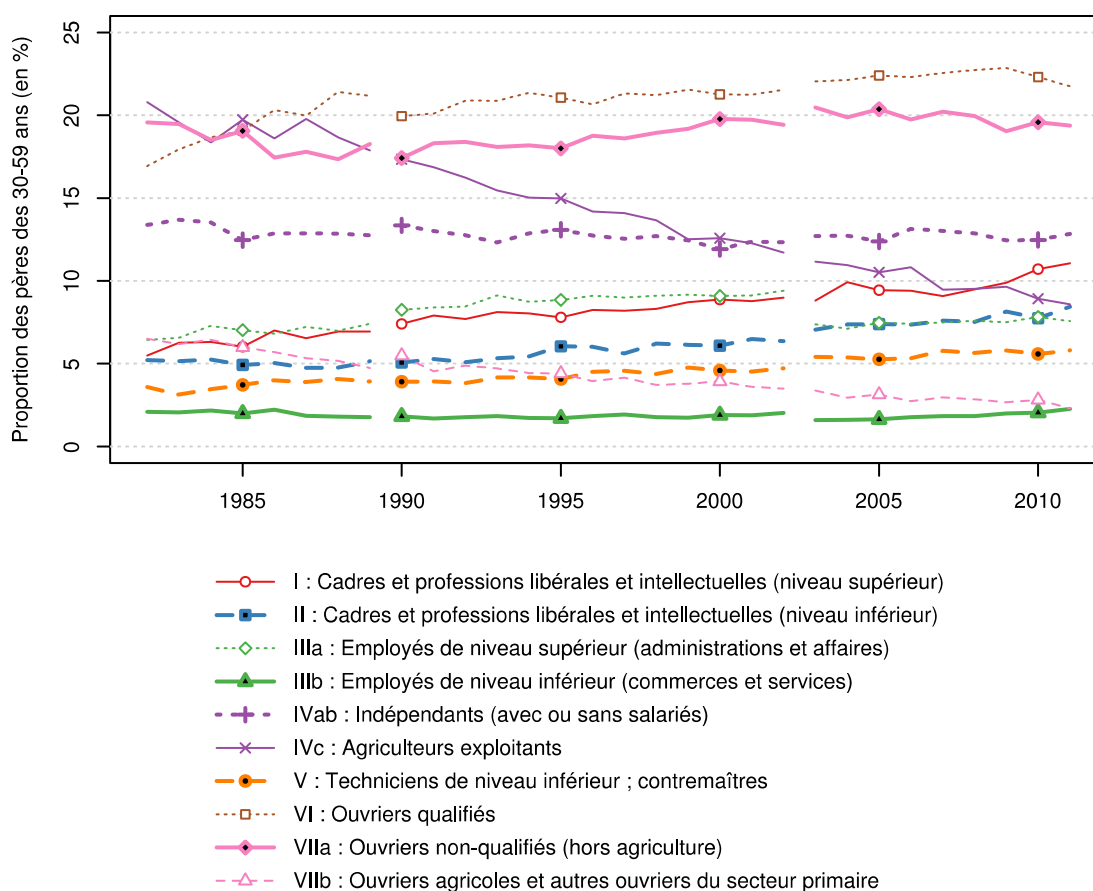 Proportion des pères des 30-59 ans (en %)
25
20
15
10
5
0
1985 1990 1995 2000 2005 2010
I : Cadres et professions libérales et intellectuelles (niveau supérieur)
II : Cadres et professions libérales et intellectuelles (niveau inférieur)
IIIa : Employés de niveau supérieur (administrations et affaires)
IIIb : Employés de niveau inférieur (commerces et services)
IVab : Indépendants (avec ou sans salariés)
IVc : Agriculteurs exploitants
V : Techniciens de niveau inférieur ; contremaîtres
VI : Ouvriers qualifiés
VIIa : Ouvriers non-qualifiés (hors agriculture)
VIIb : Ouvriers agricoles et autres ouvriers du secteur primaire